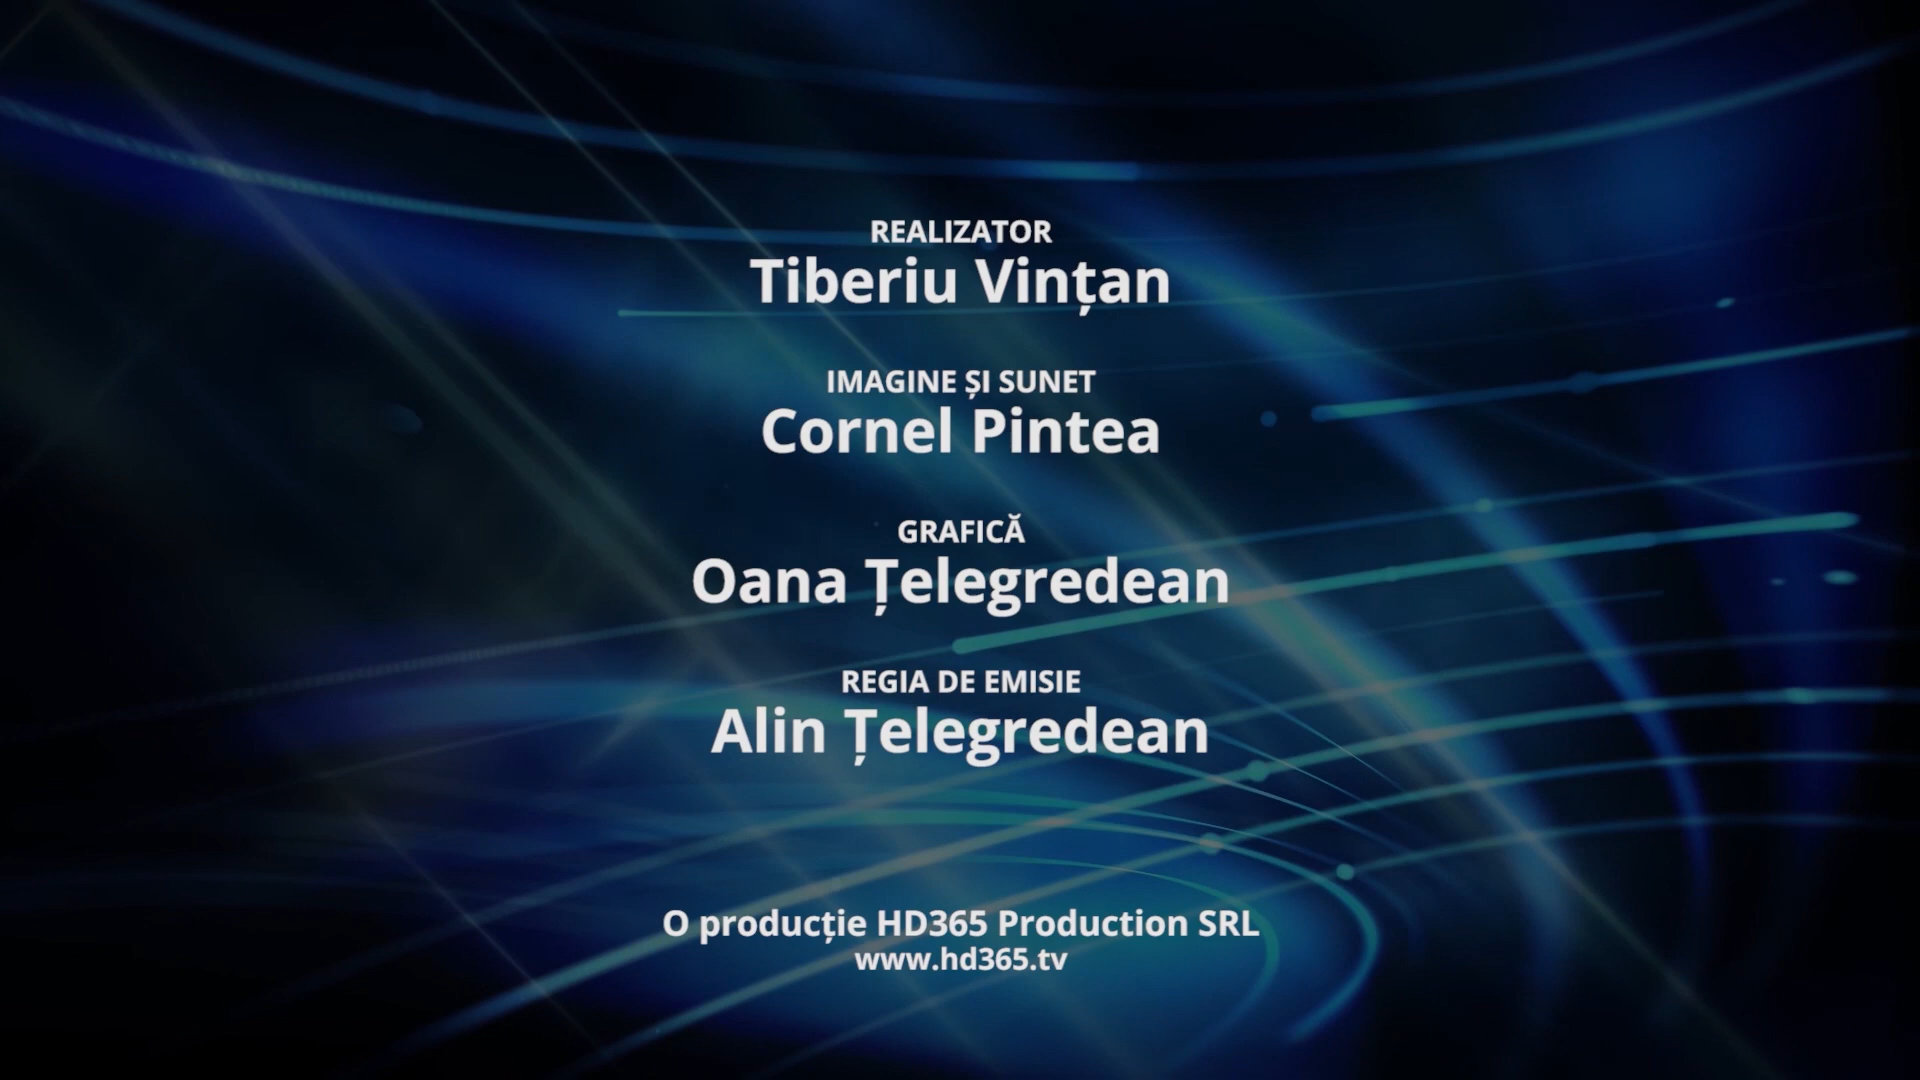 REALIZATOR
Tiberiu Vințan
IMAGINE ȘI SUNET
Cornel Pintea
GRAFICĂ
Oana Țelegredean
REGIA DE EMISIE
Alin Țelegredean
O producție HD365 Production SRL
www.hd365.tv